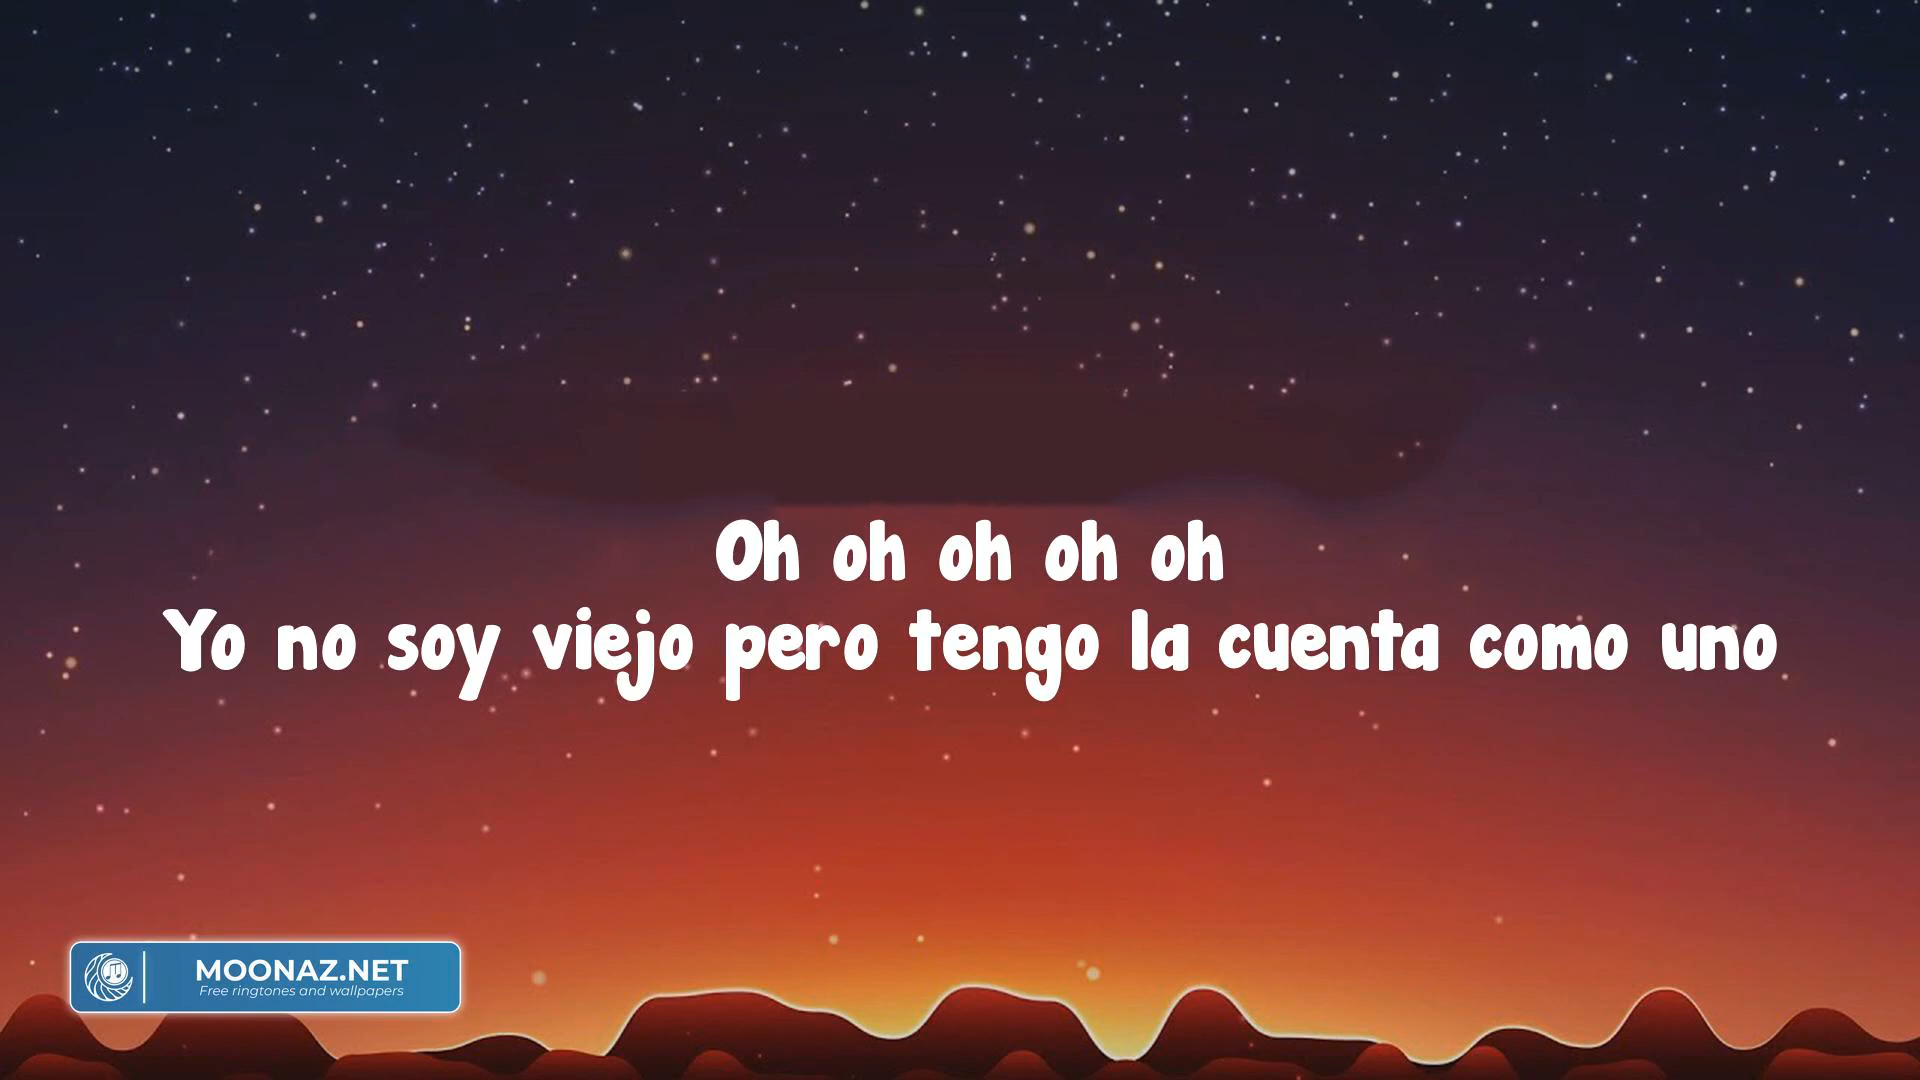 Oh oh oh oh oh
Yo no soy viejo pero tengo la cuenta como uno
MOONAZ.NET
Free ringtones and wallpapers